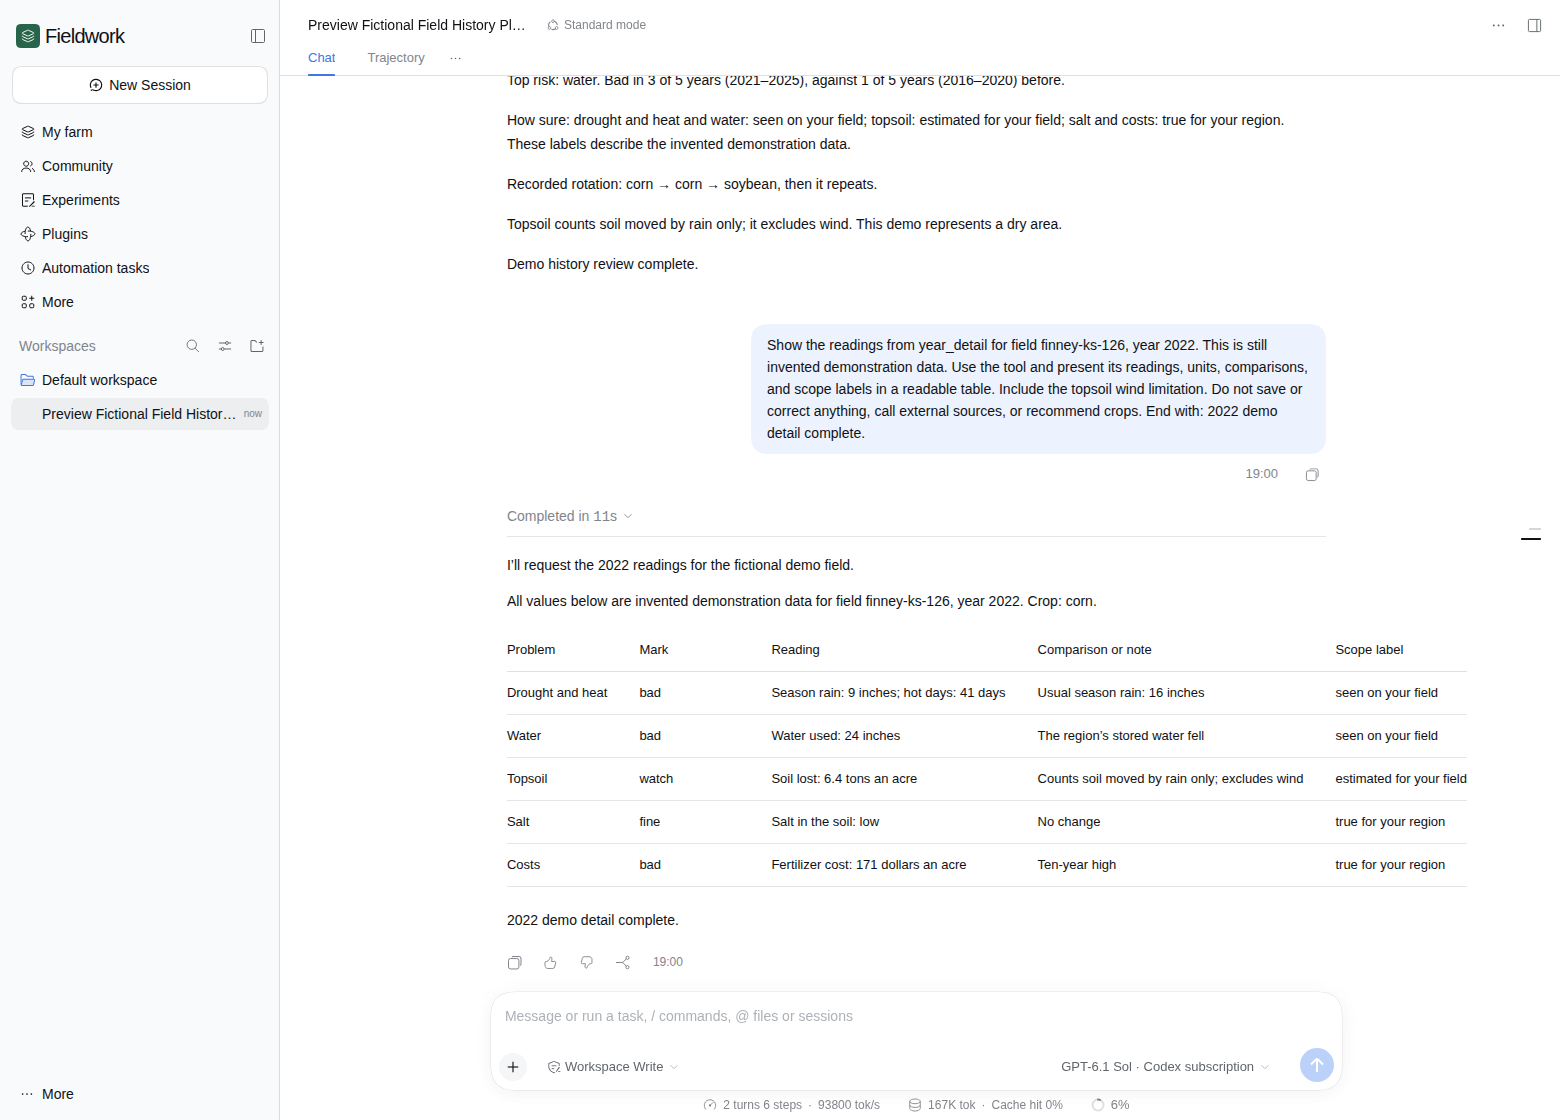 Fieldwork
New Session
My farm
Community
Experiments
Plugins
Automation tasks
More
Workspaces
Default workspace
Preview Fictional Field Histor… now
More
Preview Fictional Field History Pl… Standard mode
Chat Trajectory
Top risk: water. Bad in 3 of 5 years (2021–2025), against 1 of 5 years (2016–2020) before.
How sure: drought and heat and water: seen on your field; topsoil: estimated for your field; salt and costs: true for your region.
These labels describe the invented demonstration data.
Recorded rotation: corn → corn → soybean, then it repeats.
Topsoil counts soil moved by rain only; it excludes wind. This demo represents a dry area.
Demo history review complete.
Show the readings from year_detail for field finney-ks-126, year 2022. This is still
invented demonstration data. Use the tool and present its readings, units, comparisons,
and scope labels in a readable table. Include the topsoil wind limitation. Do not save or
correct anything, call external sources, or recommend crops. End with: 2022 demo
detail complete.
19:00
Completed in 11s
I’ll request the 2022 readings for the fictional demo field.
All values below are invented demonstration data for field finney-ks-126, year 2022. Crop: corn.
Problem Mark Reading Comparison or note Scope label
Drought and heat bad Season rain: 9 inches; hot days: 41 days Usual season rain: 16 inches seen on your field
Water bad Water used: 24 inches The region’s stored water fell seen on your field
Topsoil watch Soil lost: 6.4 tons an acre Counts soil moved by rain only; excludes wind estimated for your field
Salt fine Salt in the soil: low No change true for your region
Costs bad Fertilizer cost: 171 dollars an acre Ten-year high true for your region
2022 demo detail complete.
19:00
Message or run a task, / commands, @ files or sessions
Workspace Write GPT-6.1 Sol · Codex subscription
2 turns 6 steps · 93800 tok/s 167K tok · Cache hit 0% 6%